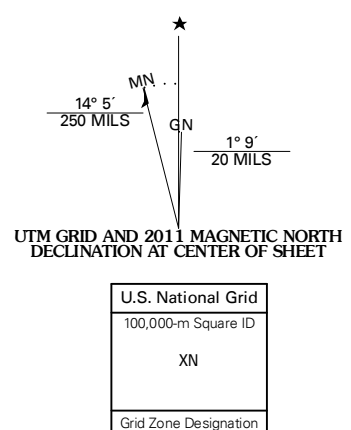 ★
MN
14° 5´
250 MILS
GN
1° 9´
20 MILS
UTM GRID AND 2011 MAGNETIC NORTH
DECLINATION AT CENTER OF SHEET
U.S. National Grid
100,000-m Square ID
XN
Grid Zone Designation